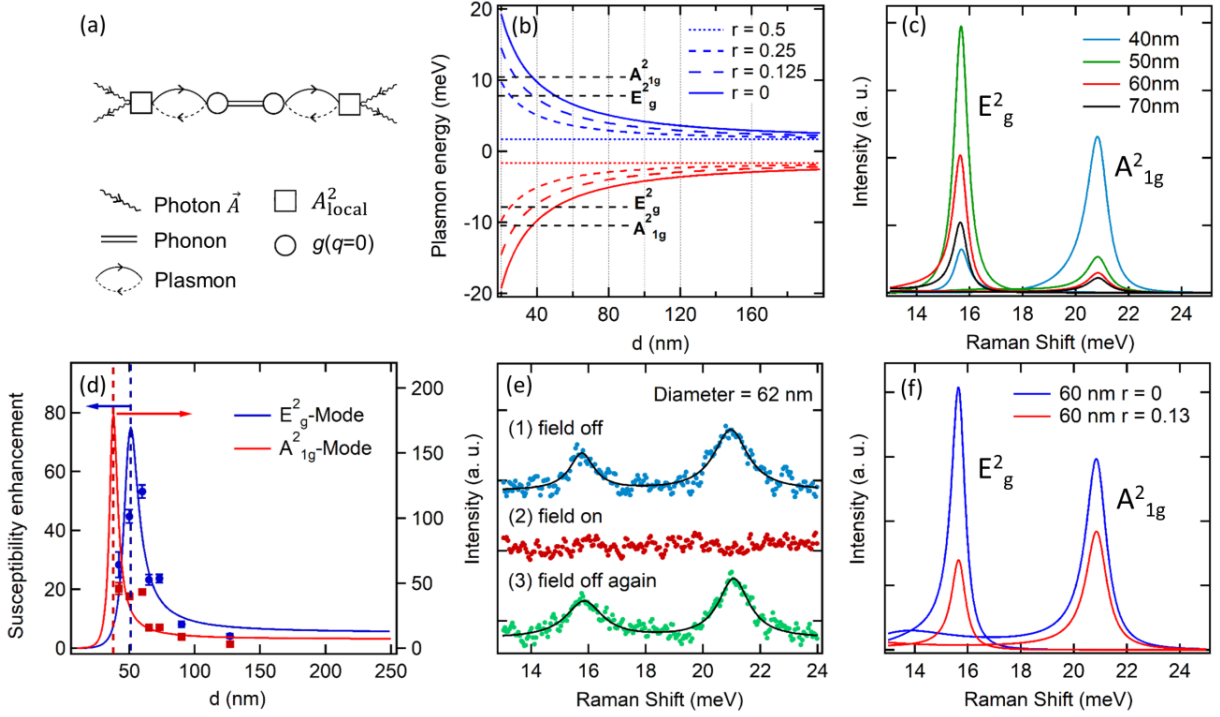 (a)
Photon A⃗
A²local
Phonon
g(q=0)
Plasmon
(b)
Plasmon energy (meV)
20
10
0
-10
-20
r = 0.5
r = 0.25
r = 0.125
r = 0
A²1g
E²g
E²g
A²1g
40 80 120 160
d (nm)
(c)
Intensity (a. u.)
40nm
50nm
60nm
70nm
E²g
A²1g
14 16 18 20 22 24
Raman Shift (meV)
(d)
Susceptibility enhancement
80
60
40
20
0
200
150
100
50
0
E²g-Mode
A²1g-Mode
50 100 150 200 250
d (nm)
(e)
Diameter = 62 nm
Intensity (a. u.)
(1) field off
(2) field on
(3) field off again
14 16 18 20 22 24
Raman Shift (meV)
(f)
Intensity (a. u.)
60 nm r = 0
60 nm r = 0.13
E²g
A²1g
14 16 18 20 22 24
Raman Shift (meV)